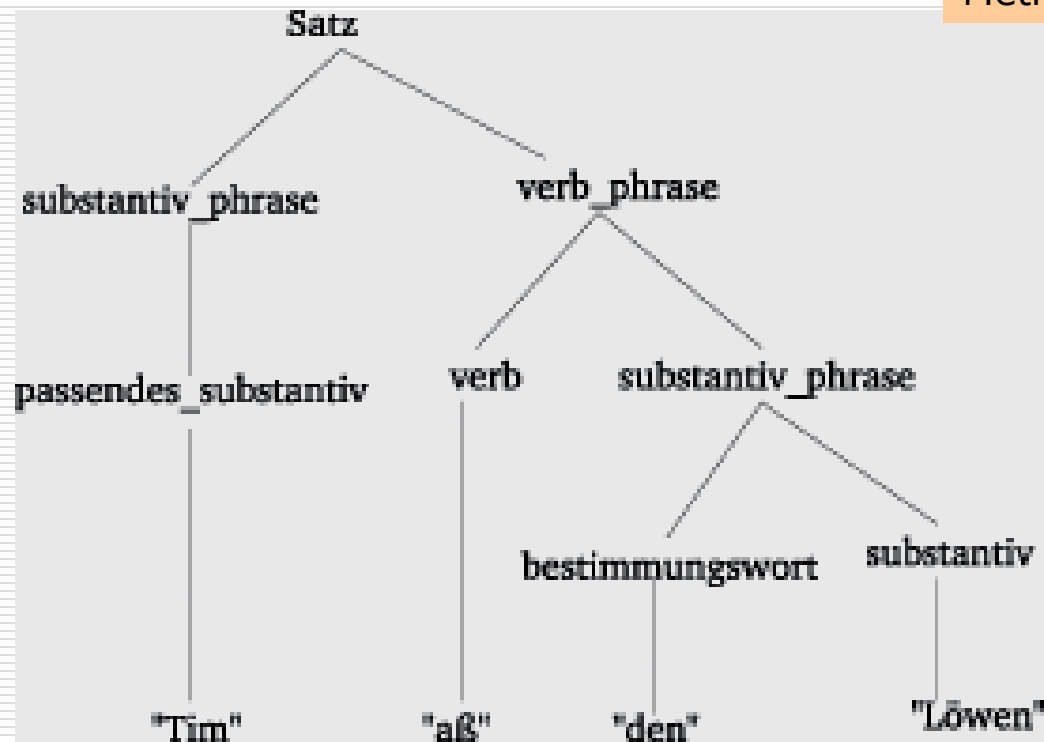 Satz
substantiv_phrase verb_phrase
passendes_substantiv verb substantiv_phrase
bestimmungswort substantiv
"Tim" "aß" "den" "Löwen"